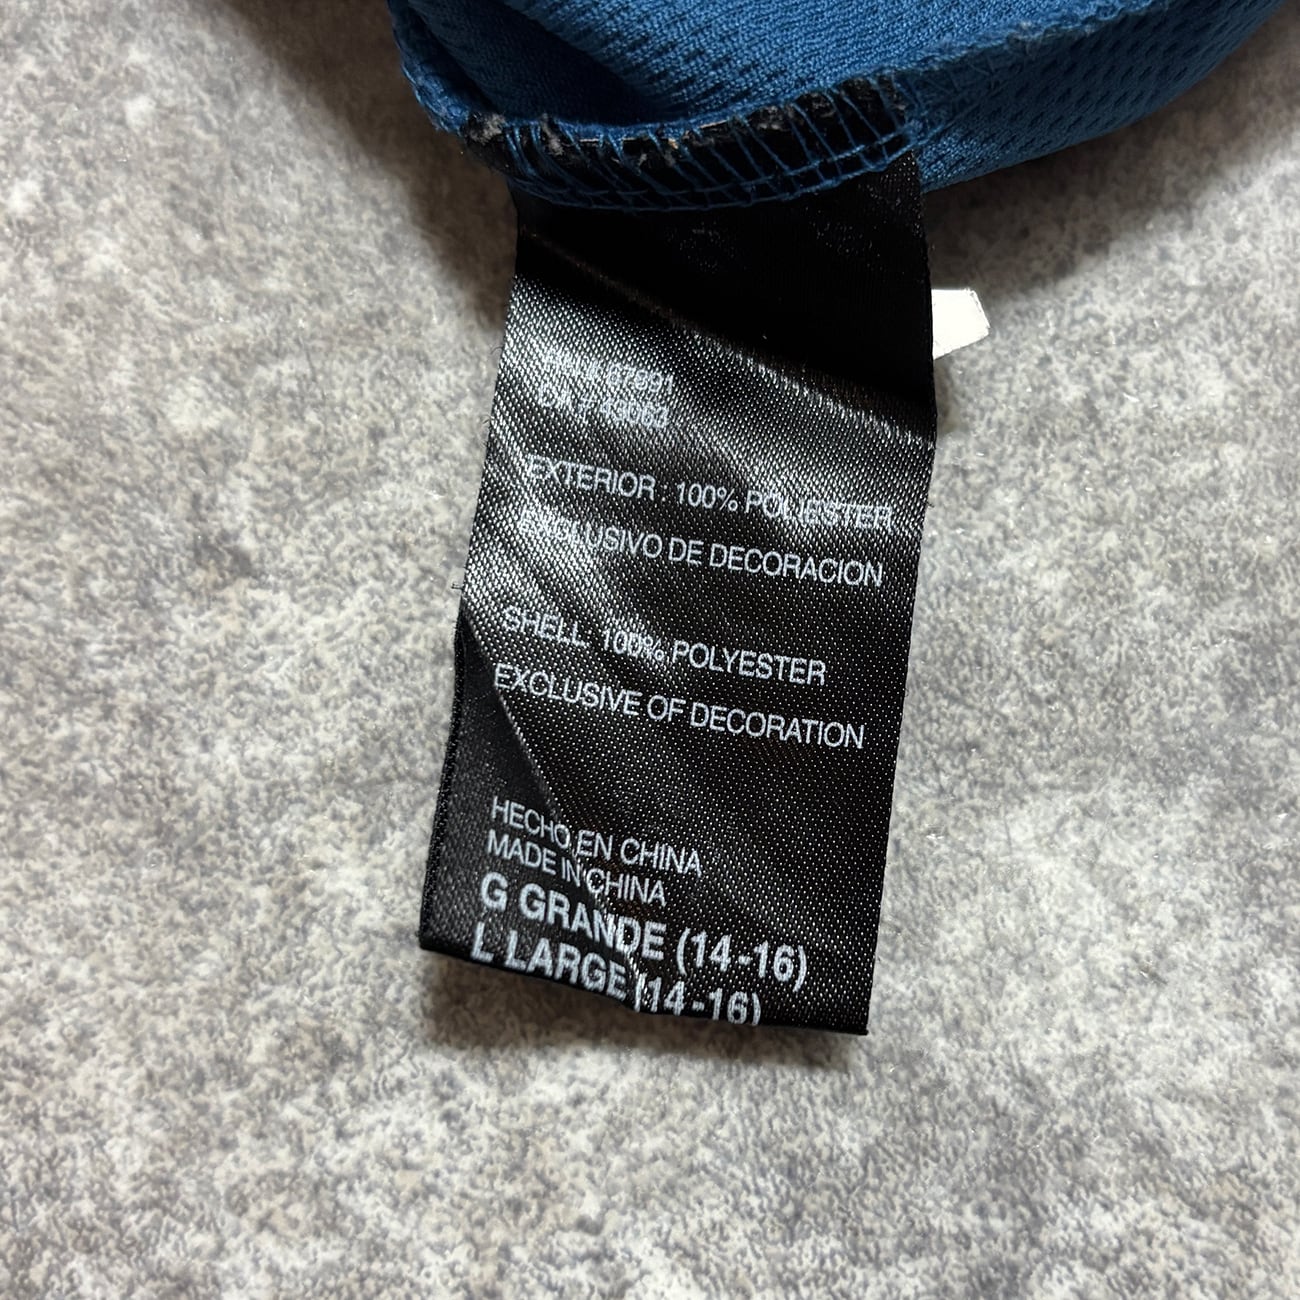 EXTERIOR : 100% POLIESTER
EXCLUSIVO DE DECORACION
SHELL 100% POLYESTER
EXCLUSIVE OF DECORATION
HECHO EN CHINA
MADE IN CHINA
G GRANDE (14-16)
L LARGE (14-16)